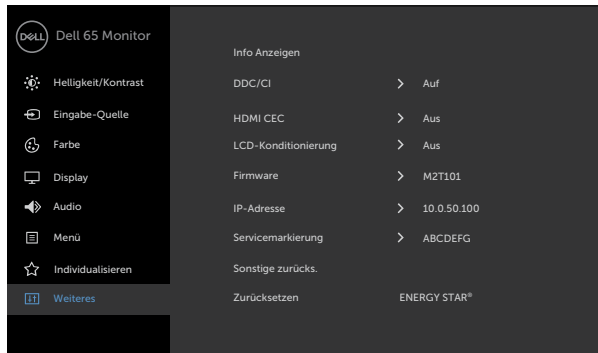 DELL Dell 65 Monitor
Helligkeit/Kontrast
Eingabe-Quelle
Farbe
Display
Audio
Menü
Individualisieren
Weiteres
Info Anzeigen
DDC/CI > Auf
HDMI CEC > Aus
LCD-Konditionierung > Aus
Firmware > M2T101
IP-Adresse > 10.0.50.100
Servicemarkierung > ABCDEFG
Sonstige zurücks.
Zurücksetzen ENERGY STAR®